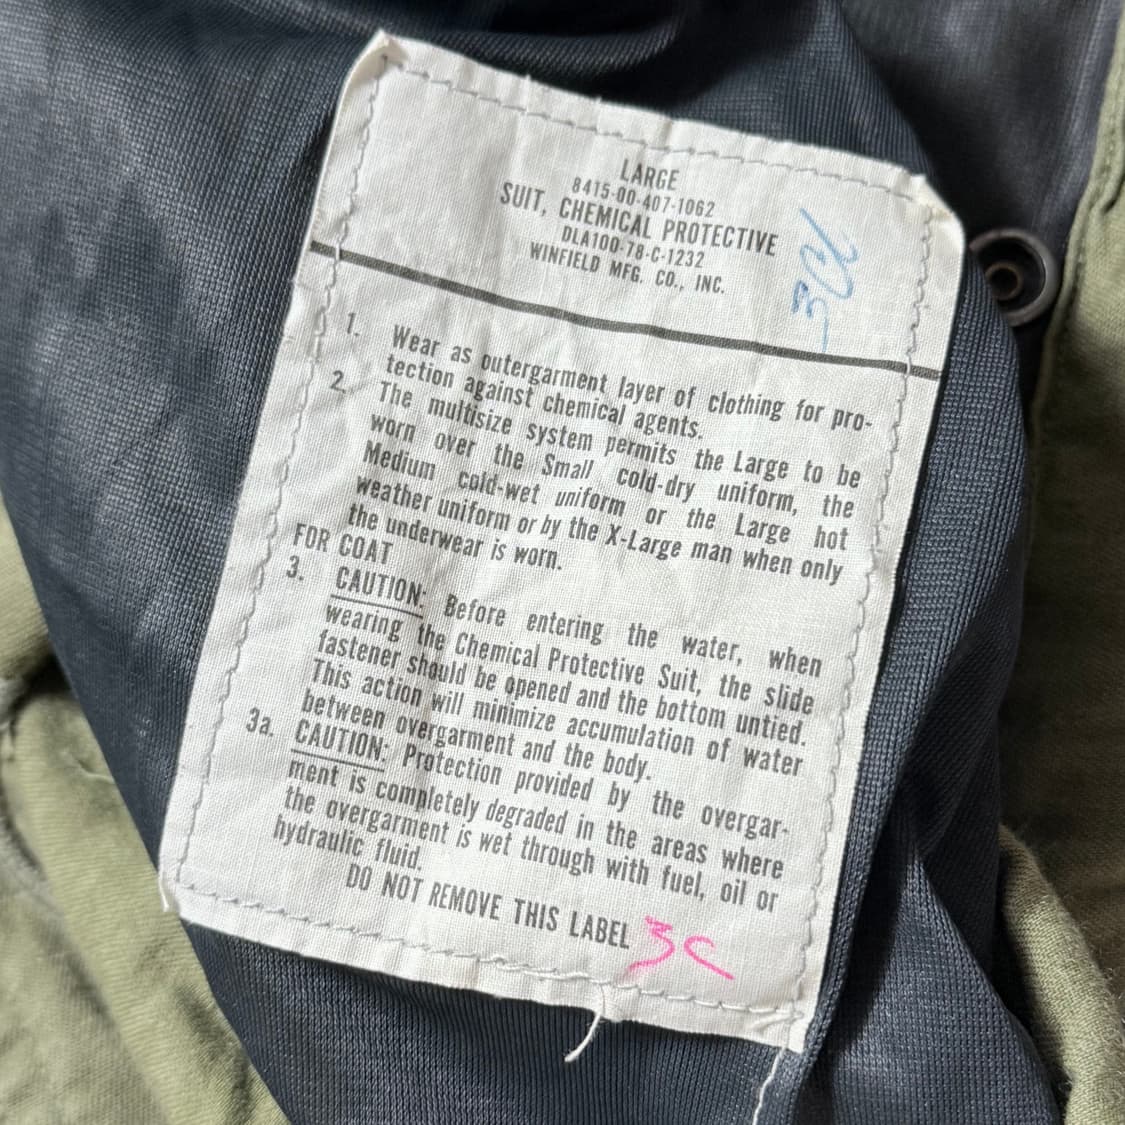 LARGE
8415-00-407-1062
SUIT, CHEMICAL PROTECTIVE
DLA100-78-C-1232
WINFIELD MFG. CO., INC.
1. Wear as outergarment layer of clothing for pro-
tection against chemical agents.
2. The multisize system permits the Large to be
worn over the Small cold-dry uniform, the
Medium cold-wet uniform or the Large hot
weather uniform or by the X-Large man when only
the underwear is worn.
FOR COAT
3. CAUTION: Before entering the water, when
wearing the Chemical Protective Suit, the slide
fastener should be opened and the bottom untied.
This action will minimize accumulation of water
between overgarment and the body.
3a. CAUTION: Protection provided by the overgar-
ment is completely degraded in the areas where
the overgarment is wet through with fuel, oil or
hydraulic fluid.
DO NOT REMOVE THIS LABEL
3C